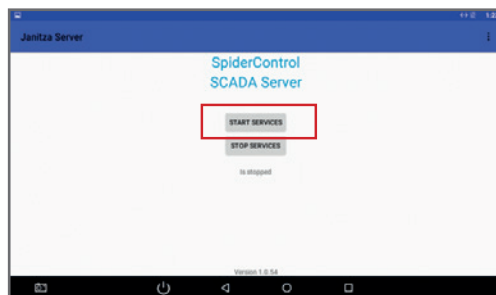 Janitza Server
SpiderControl
SCADA Server
START SERVICES
STOP SERVICES
Is stopped
Version 1.0.54